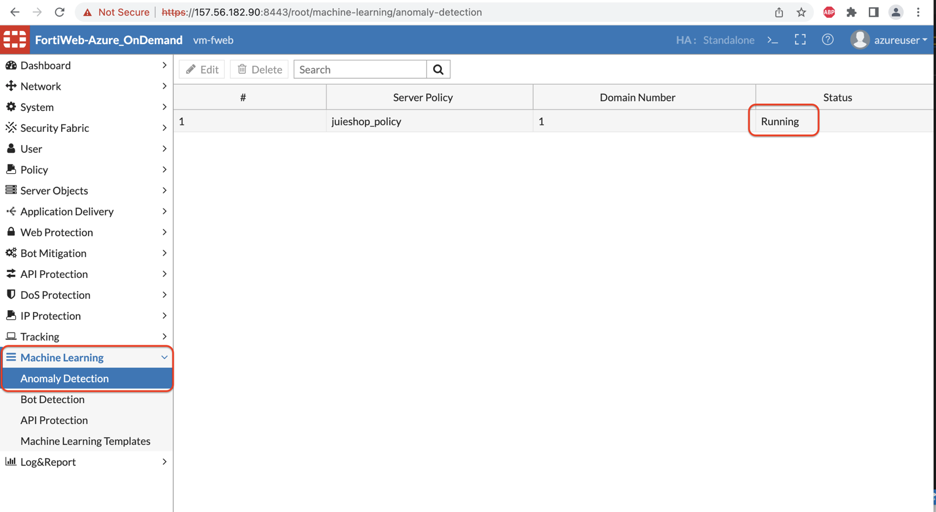 Not Secure | https://157.56.182.90:8443/root/machine-learning/anomaly-detection
ABP
FortiWeb-Azure_OnDemand vm-fweb HA : Standalone >_ ? azureuser
Dashboard
Network
System
Security Fabric
User
Policy
Server Objects
Application Delivery
Web Protection
Bot Mitigation
API Protection
DoS Protection
IP Protection
Tracking
Machine Learning
Anomaly Detection
Bot Detection
API Protection
Machine Learning Templates
Log&Report
Edit Delete Search
# Server Policy Domain Number Status
1 juieshop_policy 1 Running